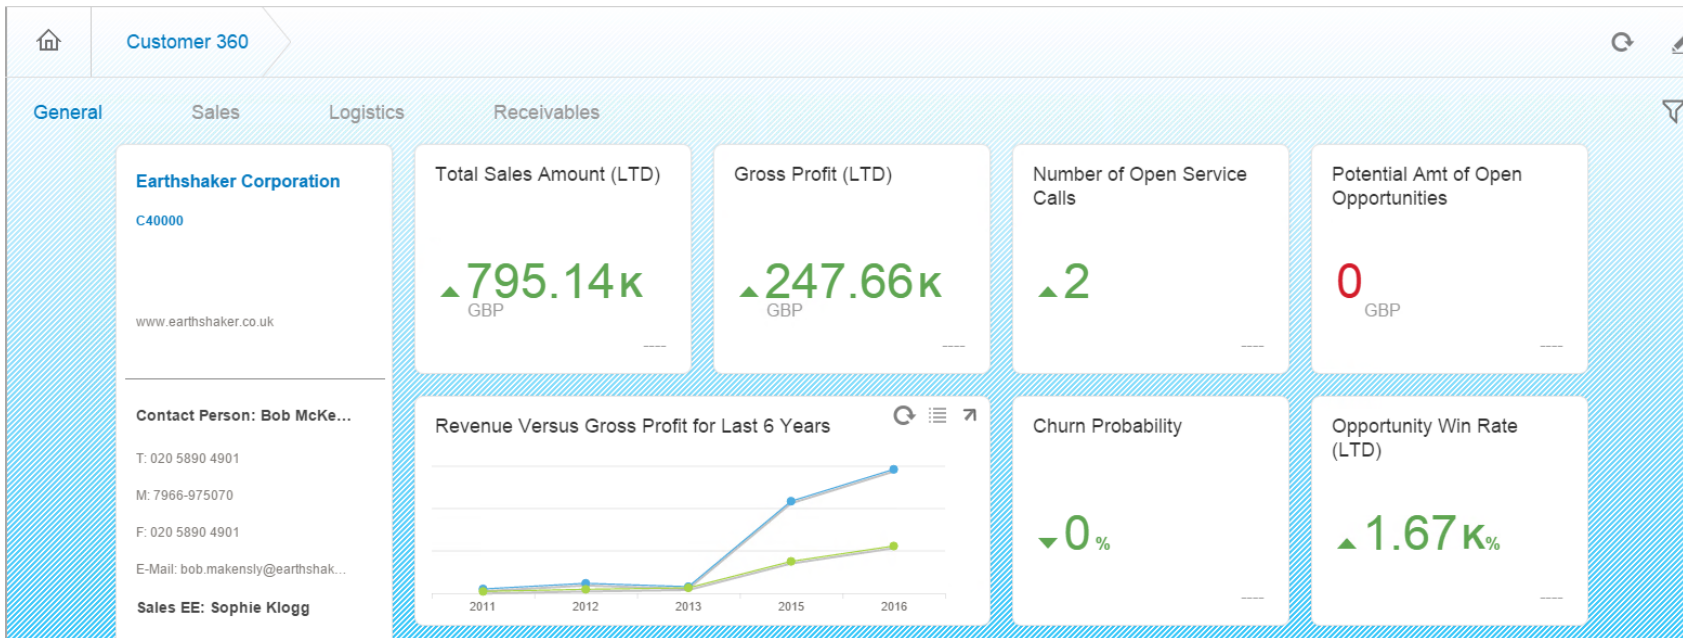 Customer 360
General
Sales
Logistics
Receivables
Earthshaker Corporation
C40000
www.earthshaker.co.uk
Contact Person: Bob McKe...
T: 020 5890 4901
M: 7966-975070
F: 020 5890 4901
E-Mail: bob.makensly@earthshak...
Sales EE: Sophie Klogg
Total Sales Amount (LTD)
795.14K
GBP
----
Gross Profit (LTD)
247.66K
GBP
----
Number of Open Service
Calls
2
----
Potential Amt of Open
Opportunities
0
GBP
----
Revenue Versus Gross Profit for Last 6 Years
2011
2012
2013
2015
2016
Churn Probability
0%
----
Opportunity Win Rate
(LTD)
1.67K%
----